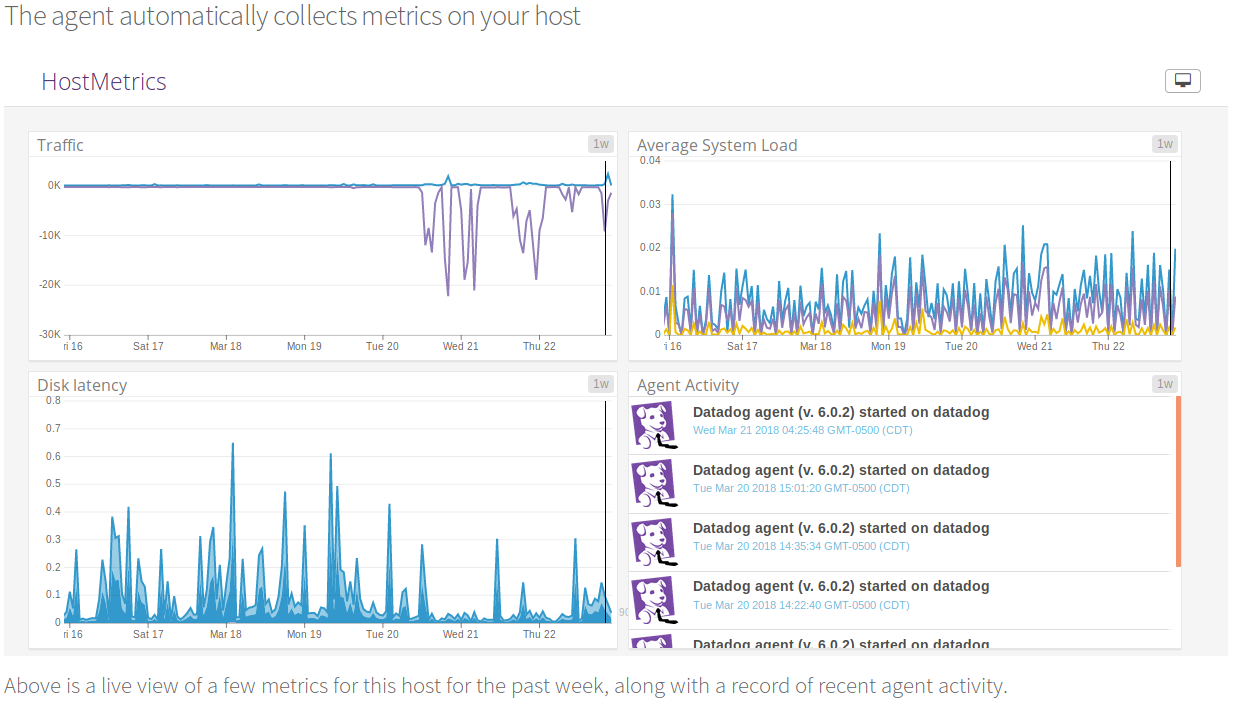 The agent automatically collects metrics on your host
HostMetrics
Traffic
1w
0K
-10K
-20K
-30K
ri 16
Sat 17
Mar 18
Mon 19
Tue 20
Wed 21
Thu 22
Average System Load
1w
0.04
0.03
0.02
0.01
0
i 16
Sat 17
Mar 18
Mon 19
Tue 20
Wed 21
Thu 22
Disk latency
1w
0.8
0.7
0.6
0.5
0.4
0.3
0.2
0.1
0
ri 16
Sat 17
Mar 18
Mon 19
Tue 20
Wed 21
Thu 22
90
Agent Activity
1w
Datadog agent (v. 6.0.2) started on datadog
Wed Mar 21 2018 04:25:48 GMT-0500 (CDT)
Datadog agent (v. 6.0.2) started on datadog
Tue Mar 20 2018 15:01:20 GMT-0500 (CDT)
Datadog agent (v. 6.0.2) started on datadog
Tue Mar 20 2018 14:35:34 GMT-0500 (CDT)
Datadog agent (v. 6.0.2) started on datadog
Tue Mar 20 2018 14:22:40 GMT-0500 (CDT)
Datadog agent (v. 6.0.2) started on datadog
Above is a live view of a few metrics for this host for the past week, along with a record of recent agent activity.